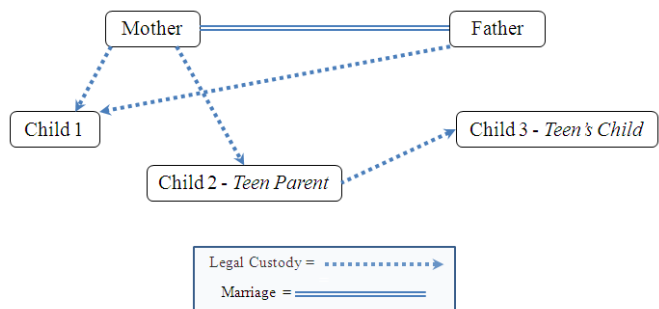 Mother
Father
Child 1
Child 3 - Teen's Child
Child 2 - Teen Parent
Legal Custody =
Marriage =